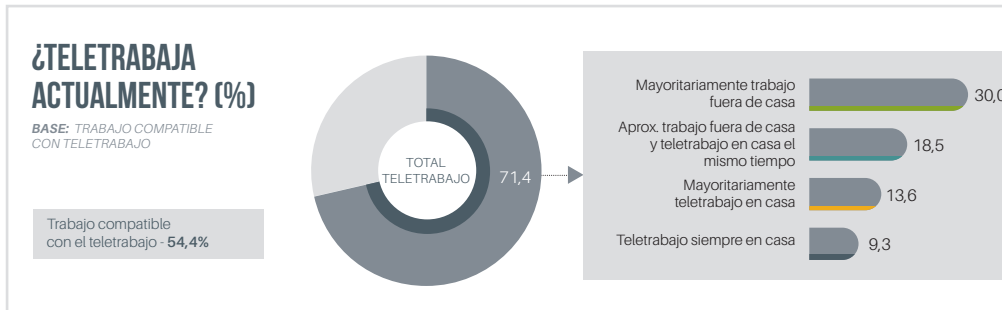 ¿TELETRABAJA
ACTUALMENTE? (%)
BASE: TRABAJO COMPATIBLE
CON TELETRABAJO
Trabajo compatible
con el teletrabajo - 54,4%
TOTAL
TELETRABAJO
71,4
Mayoritariamente trabajo
fuera de casa
30,0
Aprox. trabajo fuera de casa
y teletrabajo en casa el
mismo tiempo
18,5
Mayoritariamente
teletrabajo en casa
13,6
Teletrabajo siempre en casa
9,3